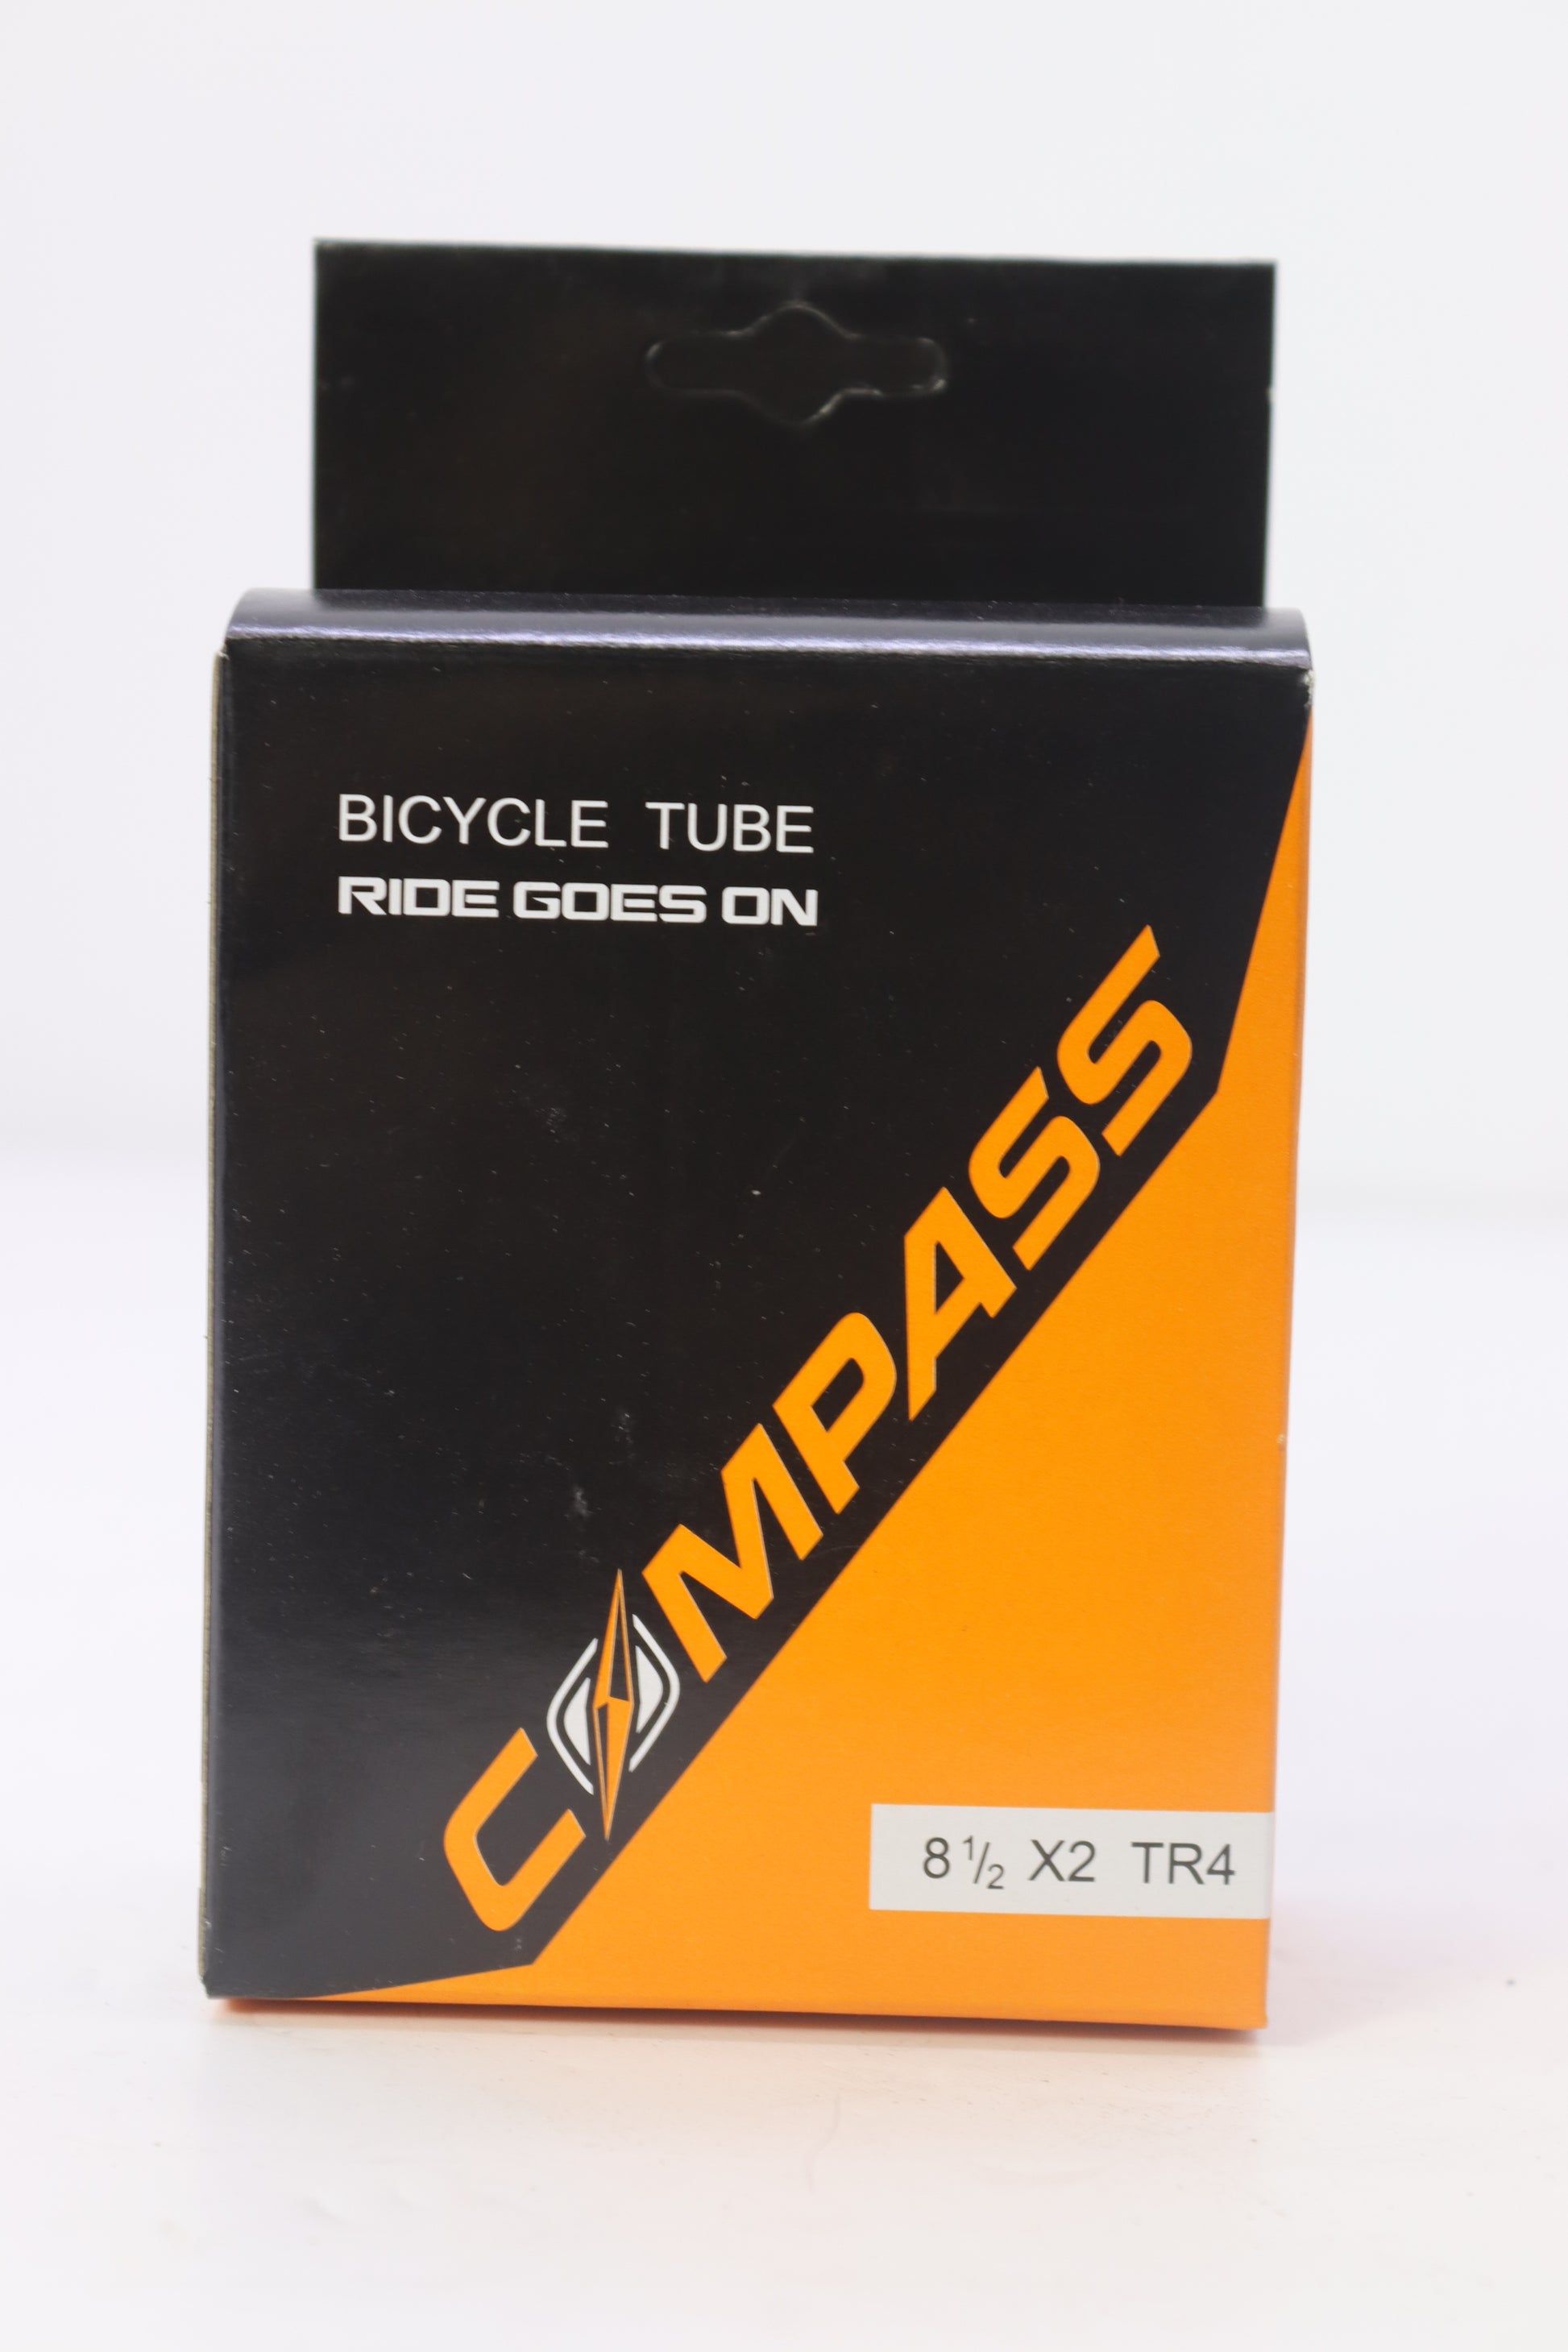 BICYCLE TUBE
RIDE GOES ON
COMPASS
8 1/2 X2 TR4